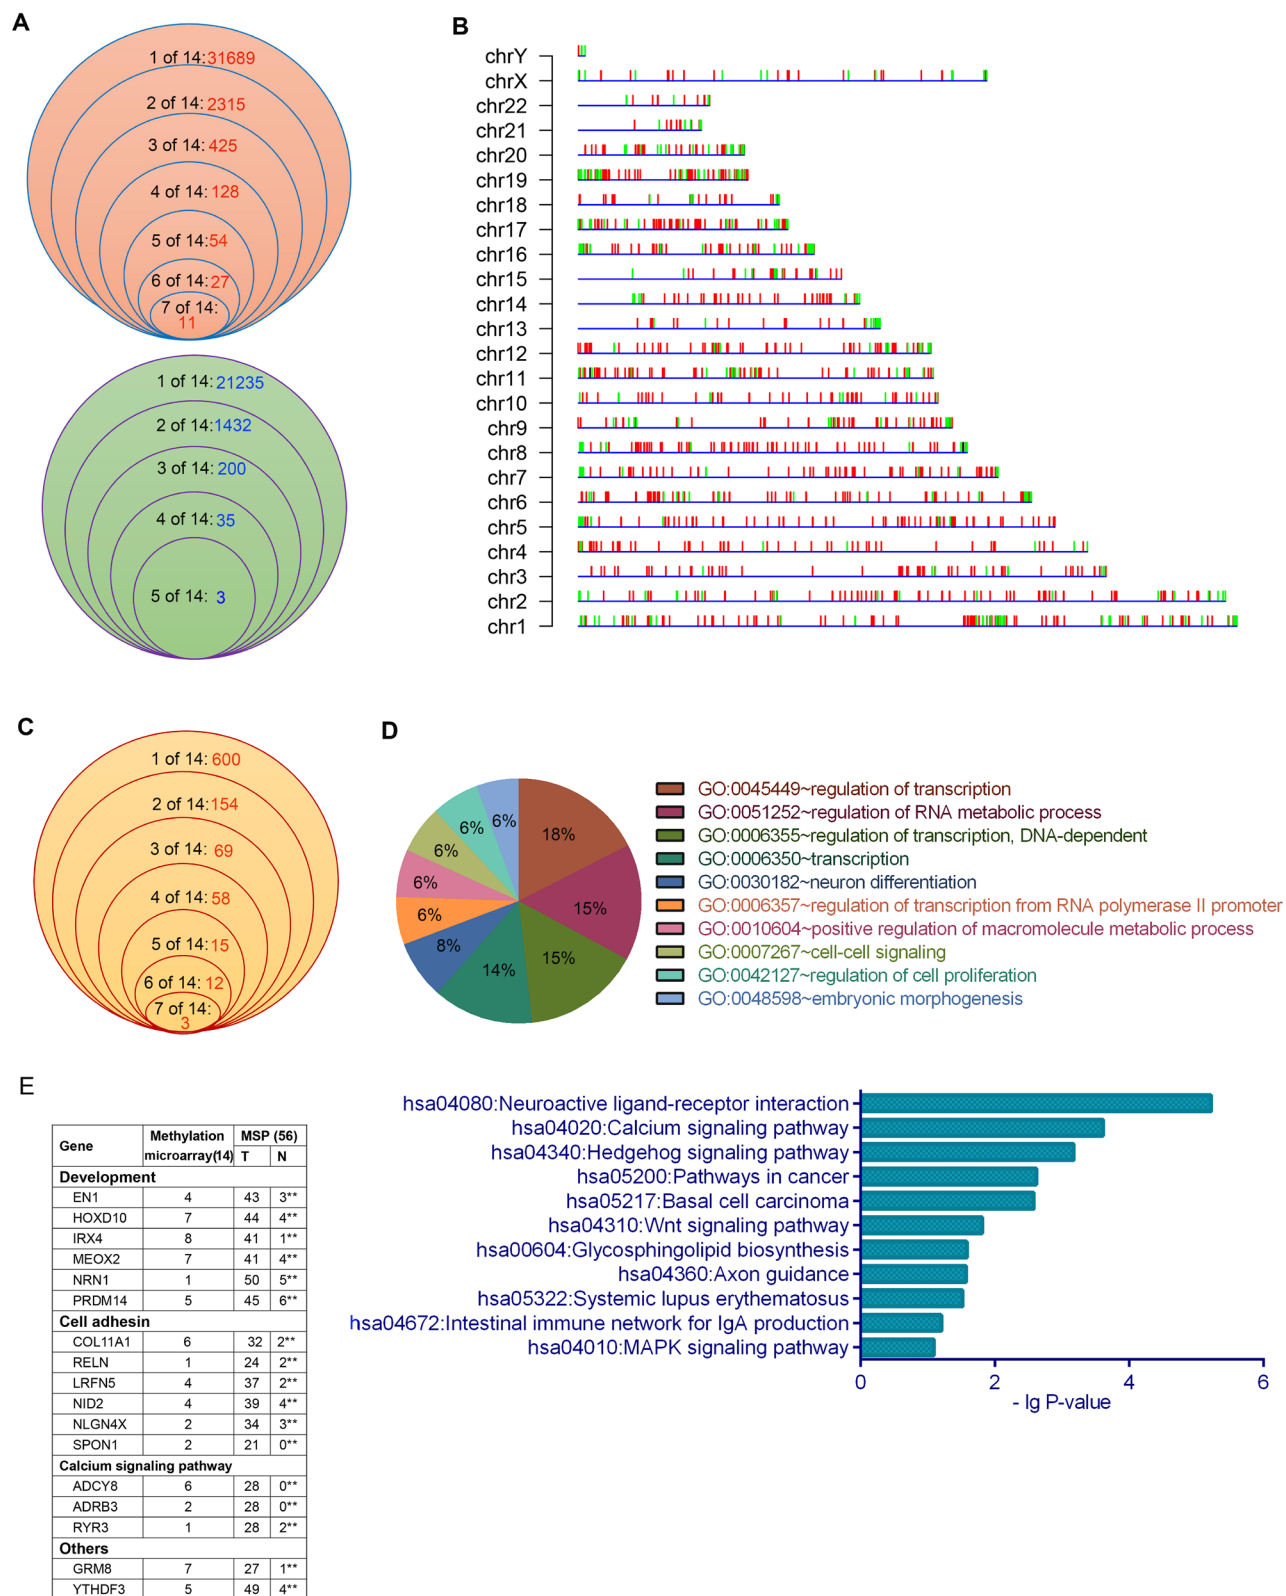 A
1 of 14: 31689
2 of 14: 2315
3 of 14: 425
4 of 14: 128
5 of 14: 54
6 of 14: 27
7 of 14:
11
1 of 14: 21235
2 of 14: 1432
3 of 14: 200
4 of 14: 35
5 of 14: 3
B
chrY
chrX
chr22
chr21
chr20
chr19
chr18
chr17
chr16
chr15
chr14
chr13
chr12
chr11
chr10
chr9
chr8
chr7
chr6
chr5
chr4
chr3
chr2
chr1
C
1 of 14: 600
2 of 14: 154
3 of 14: 69
4 of 14: 58
5 of 14: 15
6 of 14: 12
7 of 14:
3
D
18%
15%
15%
14%
8%
6%
6%
6%
6%
6%
GO:0045449~regulation of transcription
GO:0051252~regulation of RNA metabolic process
GO:0006355~regulation of transcription, DNA-dependent
GO:0006350~transcription
GO:0030182~neuron differentiation
GO:0006357~regulation of transcription from RNA polymerase II promoter
GO:0010604~positive regulation of macromolecule metabolic process
GO:0007267~cell-cell signaling
GO:0042127~regulation of cell proliferation
GO:0048598~embryonic morphogenesis
E
Gene Methylation microarray(14) MSP (56)
T N
Development
EN1 4 43 3**
HOXD10 7 44 4**
IRX4 8 41 1**
MEOX2 7 41 4**
NRN1 1 50 5**
PRDM14 5 45 6**
Cell adhesin
COL11A1 6 32 2**
RELN 1 24 2**
LRFN5 4 37 2**
NID2 4 39 4**
NLGN4X 2 34 3**
SPON1 2 21 0**
Calcium signaling pathway
ADCY8 6 28 0**
ADRB3 2 28 0**
RYR3 1 28 2**
Others
GRM8 7 27 1**
YTHDF3 5 49 4**
hsa04080:Neuroactive ligand-receptor interaction
hsa04020:Calcium signaling pathway
hsa04340:Hedgehog signaling pathway
hsa05200:Pathways in cancer
hsa05217:Basal cell carcinoma
hsa04310:Wnt signaling pathway
hsa00604:Glycosphingolipid biosynthesis
hsa04360:Axon guidance
hsa05322:Systemic lupus erythematosus
hsa04672:Intestinal immune network for IgA production
hsa04010:MAPK signaling pathway
0 2 4 6
- lg P-value